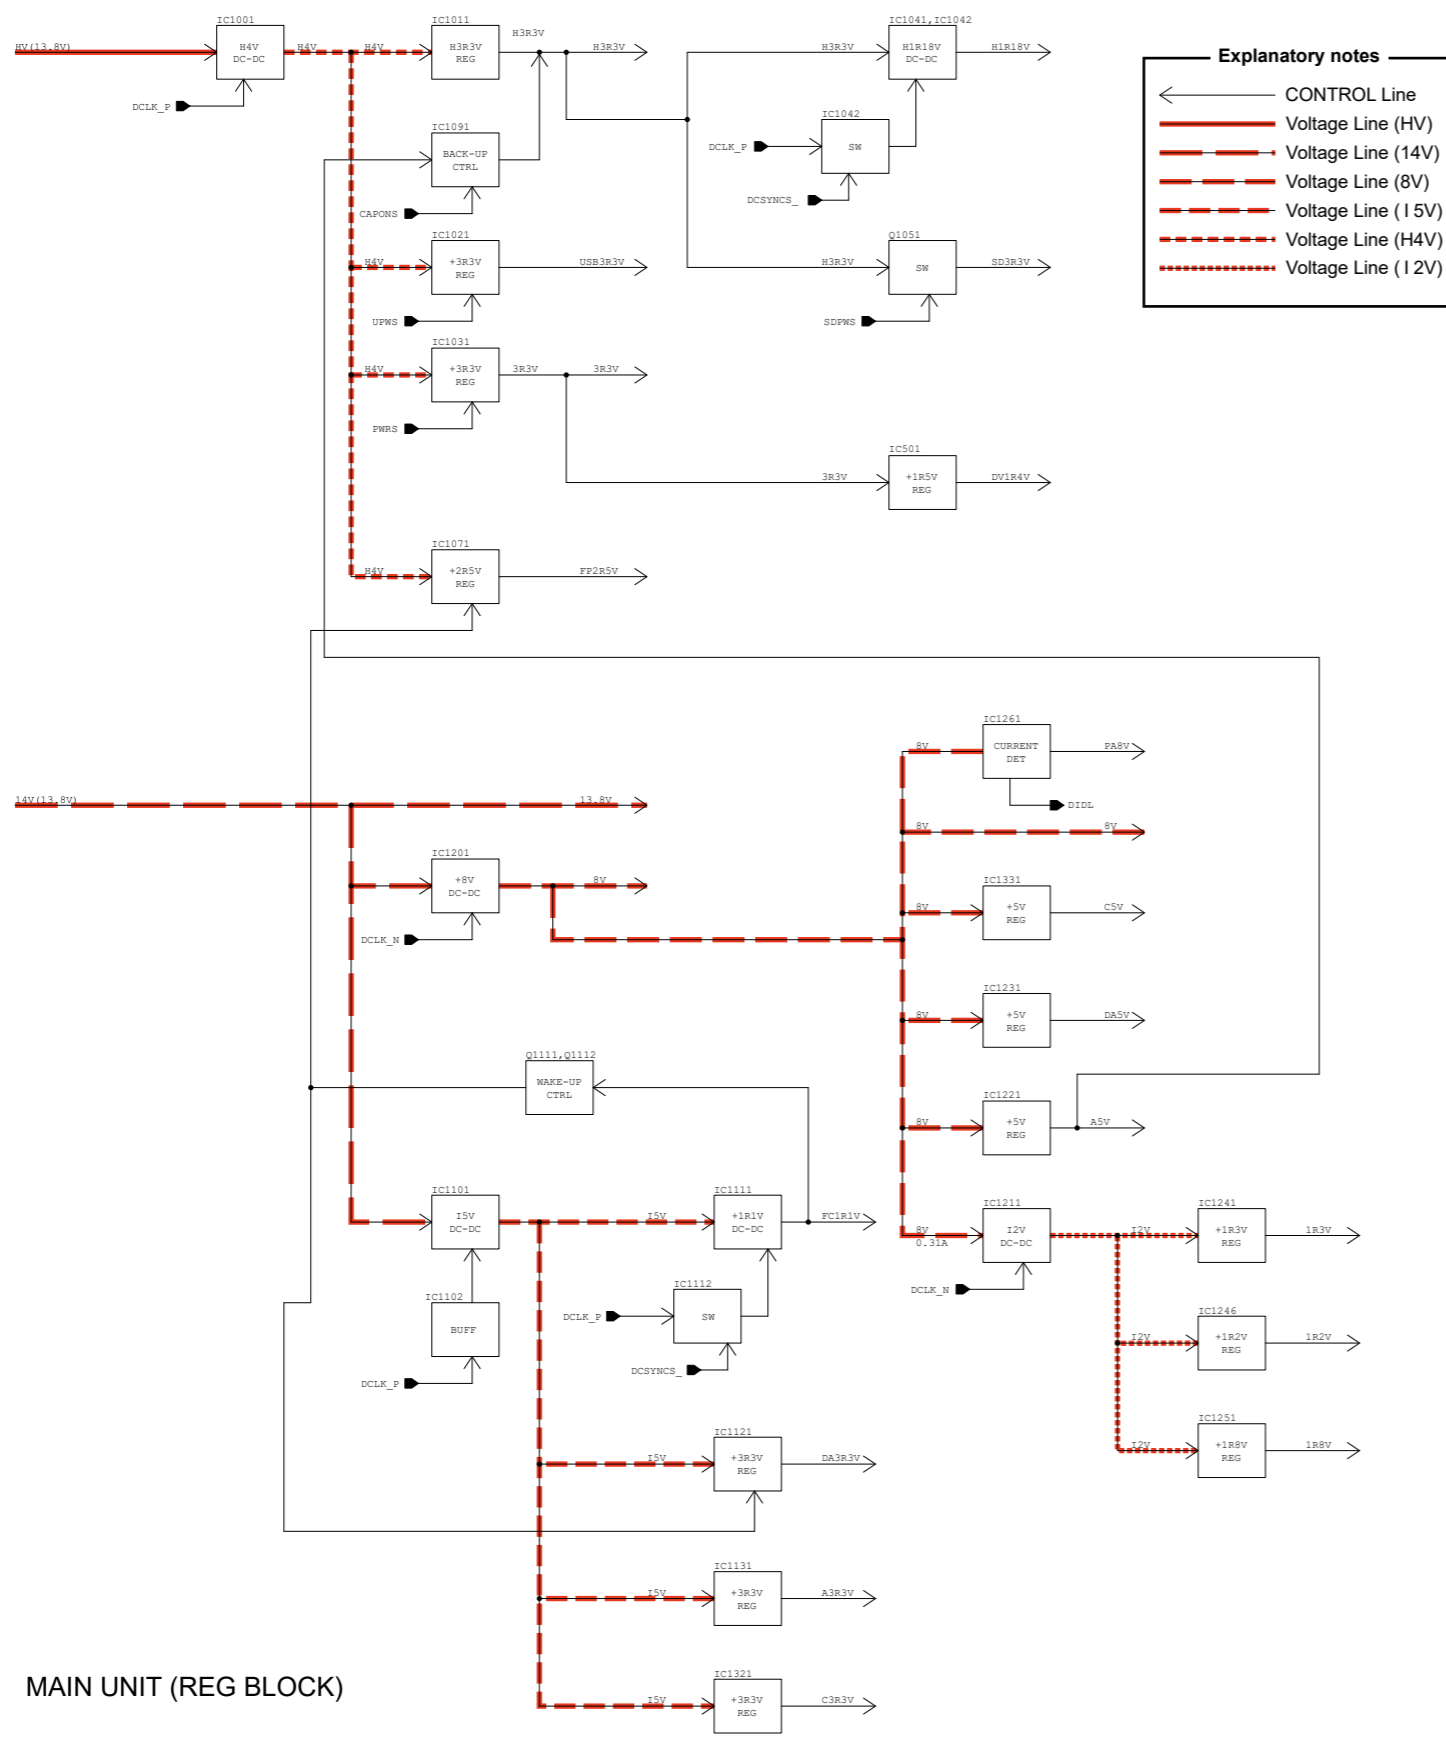 IC1001
HV(13.8V)
H4V
DC-DC
H4V
H4V
DCLK_P
IC1011
H3R3V
REG
H3R3V
H3R3V
IC1091
BACK-UP
CTRL
CAPONS
IC1021
H4V
+3R3V
REG
USB3R3V
UPWS
IC1031
H4V
+3R3V
REG
3R3V
3R3V
PWRS
IC1071
H4V
+2R5V
REG
FP2R5V
IC1041,IC1042
H3R3V
H1R18V
DC-DC
H1R18V
IC1042
DCLK_P
SW
DCSYNCS_
Q1051
H3R3V
SW
SD3R3V
SDPWS
IC501
3R3V
+1R5V
REG
DV1R4V
Explanatory notes
CONTROL Line
Voltage Line (HV)
Voltage Line (14V)
Voltage Line (8V)
Voltage Line ( I 5V)
Voltage Line (H4V)
Voltage Line ( I 2V)
14V(13.8V)
13.8V
IC1201
+8V
DC-DC
8V
DCLK_N
IC1261
8V
CURRENT
DET
PA8V
DIDL
8V
8V
IC1331
8V
+5V
REG
C5V
IC1231
8V
+5V
REG
DA5V
IC1221
8V
+5V
REG
A5V
Q1111,Q1112
WAKE-UP
CTRL
IC1101
I5V
DC-DC
IC1102
BUFF
DCLK_P
IC1111
I5V
+1R1V
DC-DC
FC1R1V
IC1112
DCLK_P
SW
DCSYNCS_
IC1211
8V
0.31A
I2V
DC-DC
DCLK_N
IC1241
I2V
+1R3V
REG
1R3V
IC1246
I2V
+1R2V
REG
1R2V
IC1251
I2V
+1R8V
REG
1R8V
IC1121
I5V
+3R3V
REG
DA3R3V
IC1131
I5V
+3R3V
REG
A3R3V
IC1321
I5V
+3R3V
REG
C3R3V
MAIN UNIT (REG BLOCK)